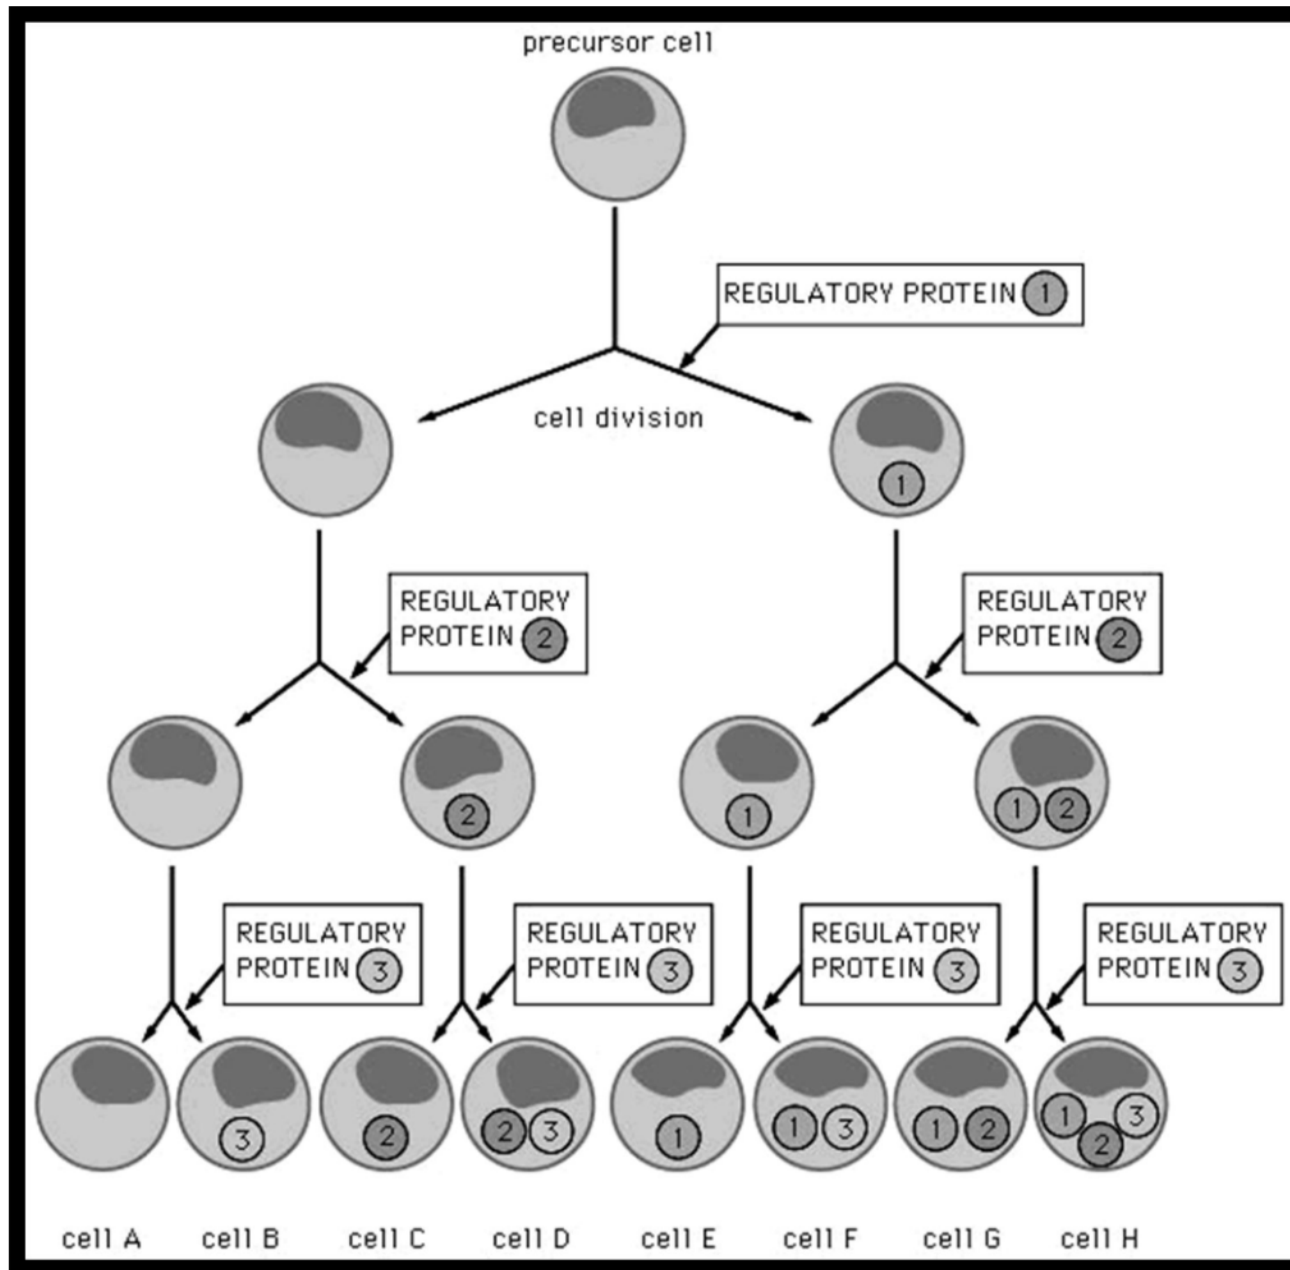 precursor cell
REGULATORY PROTEIN 1
cell division
1
REGULATORY
PROTEIN 2
REGULATORY
PROTEIN 2
2
1
1 2
REGULATORY
PROTEIN 3
REGULATORY
PROTEIN 3
REGULATORY
PROTEIN 3
REGULATORY
PROTEIN 3
3
2
2 3
1
1 3
1 2
1 2 3
cell A
cell B
cell C
cell D
cell E
cell F
cell G
cell H